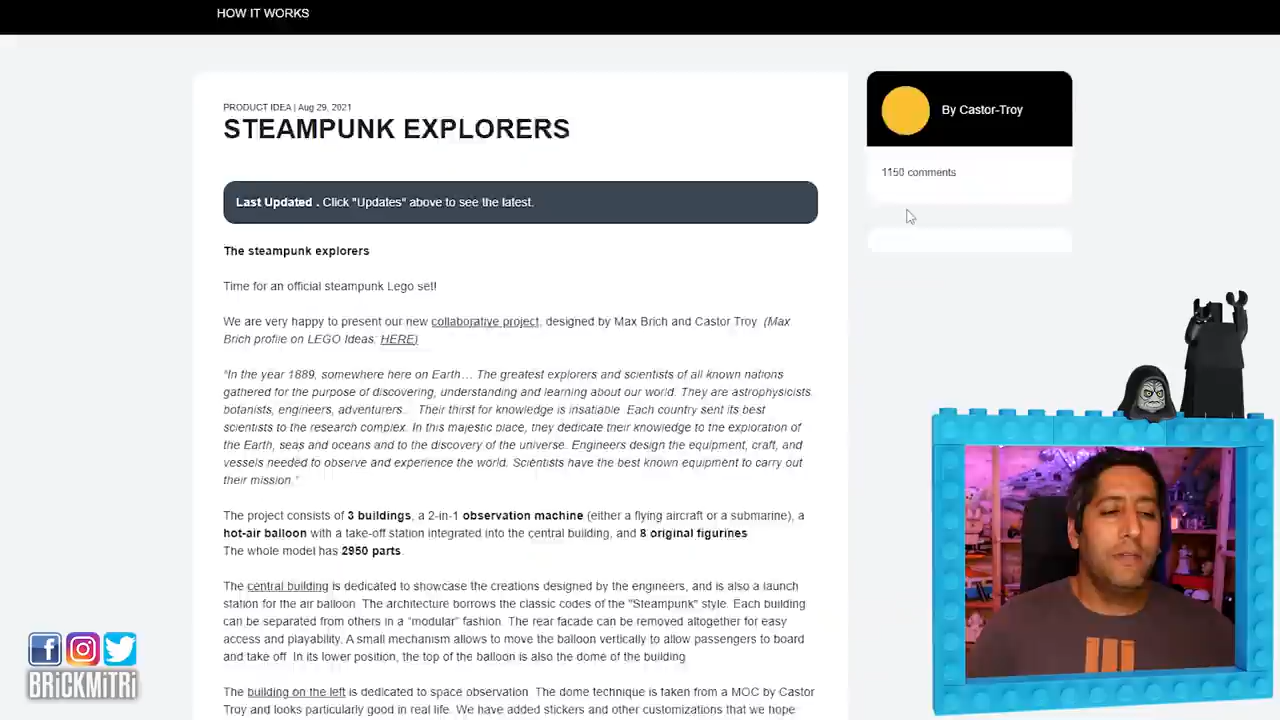 HOW IT WORKS
PRODUCT IDEA | Aug 29, 2021
STEAMPUNK EXPLORERS
By Castor-Troy
1150 comments
Last Updated . Click "Updates" above to see the latest.
The steampunk explorers
Time for an official steampunk Lego set!
We are very happy to present our new collaborative project, designed by Max Brich and Castor Troy (Max
Brich profile on LEGO Ideas: HERE)
"In the year 1889, somewhere here on Earth… The greatest explorers and scientists of all known nations
gathered for the purpose of discovering, understanding and learning about our world. They are astrophysicists
botanists, engineers, adventurers… Their thirst for knowledge is insatiable. Each country sent its best
scientists to the research complex. In this majestic place, they dedicate their knowledge to the exploration of
the Earth, seas and oceans and to the discovery of the universe. Engineers design the equipment, craft, and
vessels needed to observe and experience the world. Scientists have the best known equipment to carry out
their mission."
The project consists of 3 buildings, a 2-in-1 observation machine (either a flying aircraft or a submarine), a
hot-air balloon with a take-off station integrated into the central building, and 8 original figurines
The whole model has 2950 parts.
The central building is dedicated to showcase the creations designed by the engineers, and is also a launch
station for the air balloon. The architecture borrows the classic codes of the "Steampunk" style. Each building
can be separated from others in a "modular" fashion. The rear facade can be removed altogether for easy
access and playability. A small mechanism allows to move the balloon vertically to allow passengers to board
and take off. In its lower position, the top of the balloon is also the dome of the building
The building on the left is dedicated to space observation. The dome technique is taken from a MOC by Castor
Troy and looks particularly good in real life. We have added stickers and other customizations that we hope
BRiCKMiTRi